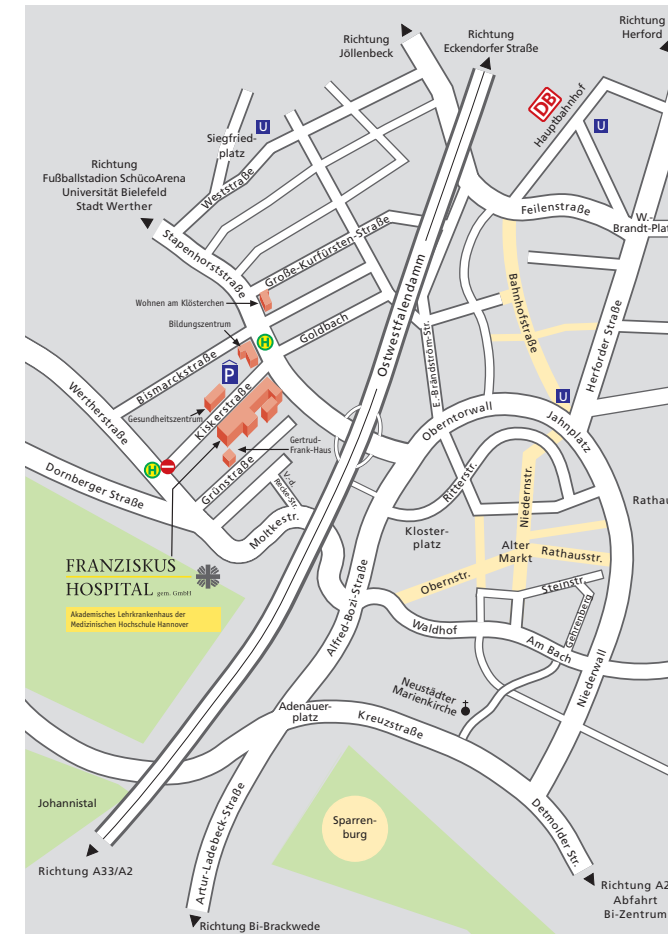 Richtung
Jöllenbeck
Richtung
Eckendorfer Straße
Richtung
Herford
DB
Hauptbahnhof
U
U
Siegfried-
platz
Richtung
Fußballstadion SchücoArena
Universität Bielefeld
Stadt Werther
Weststraße
Stapenhorststraße
Große-Kurfürsten-Straße
Feilenstraße
W.-
Brandt-Plat
Ostwestfalendamm
Bahnhofstraße
Herforder Straße
Wohnen am Klösterchen
Bildungszentrum
H
Goldbach
E.-Brandström-Str.
Bismarckstraße
P
Kiskerstraße
Gesundheitszentrum
Wertherstraße
U
Jahnplatz
Oberntorwall
Gertrud-
Frank-Haus
H
Grünstraße
V.-d.
Recke-Str.
Dornberger Straße
Moltkestr.
Ritterstr.
Niedernstr.
Rathau
Kloster-
platz
Alter
Markt
Rathausstr.
FRANZISKUS
HOSPITAL gem. GmbH
Akademisches Lehrkrankenhaus der
Medizinischen Hochschule Hannover
Obernstr.
Steinstr.
Gehrenberg
Alfred-Bozi-Straße
Waldhof
Am Bach
Niederwall
Neustädter
Marienkirche
Adenauer-
platz
Kreuzstraße
Johannistal
Sparren-
burg
Artur-Ladebeck-Straße
Detmolder Str.
Richtung A33/A2
Richtung Bi-Brackwede
Richtung A2
Abfahrt
Bi-Zentrum